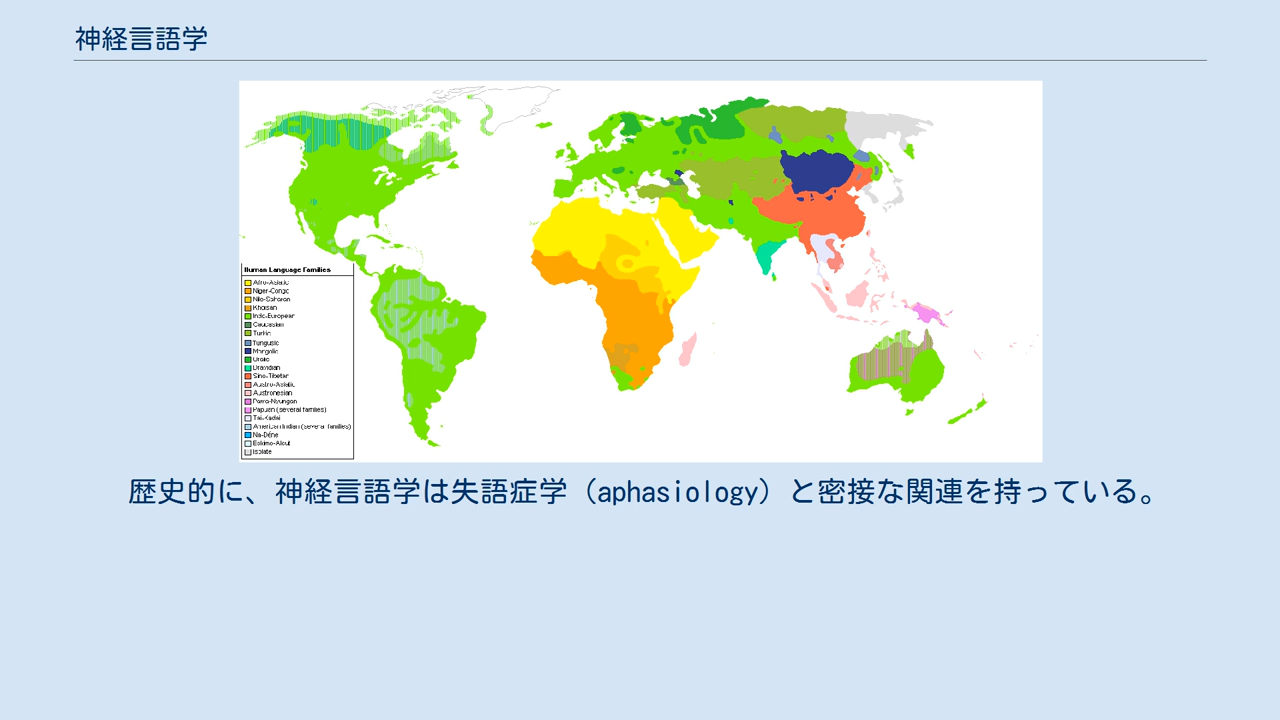 神経言語学
Human Language Families
Afro-Asiatic
Niger-Congo
Nilo-Saharan
Khoisan
Indo-European
Caucasian
Turkic
Tungusic
Mongolic
Uralic
Dravidian
Sino-Tibetan
Austro-Asiatic
Austronesian
Pama-Nyungan
Papuan (several families)
Tai-Kadai
American Indian (several families)
Na-Dené
Eskimo-Aleut
Isolate
歴史的に、神経言語学は失語症学（aphasiology）と密接な関連を持っている。